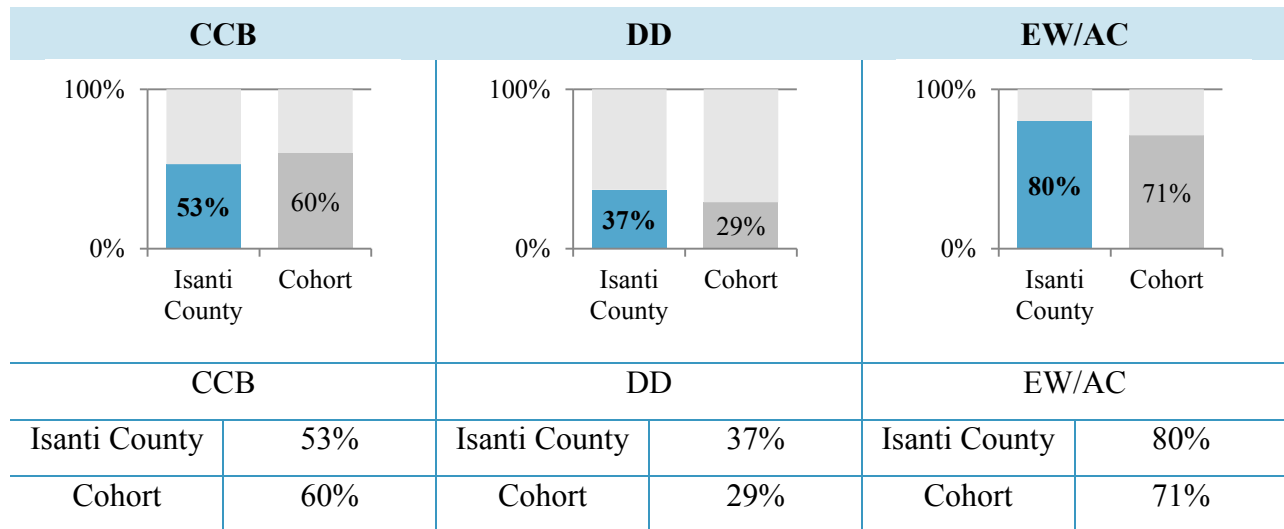 CCB DD EW/AC
100%
53%
60%
0%
Isanti
County
Cohort
100%
37%
29%
0%
Isanti
County
Cohort
100%
80%
71%
0%
Isanti
County
Cohort
CCB DD EW/AC
Isanti County 53% Isanti County 37% Isanti County 80%
Cohort 60% Cohort 29% Cohort 71%